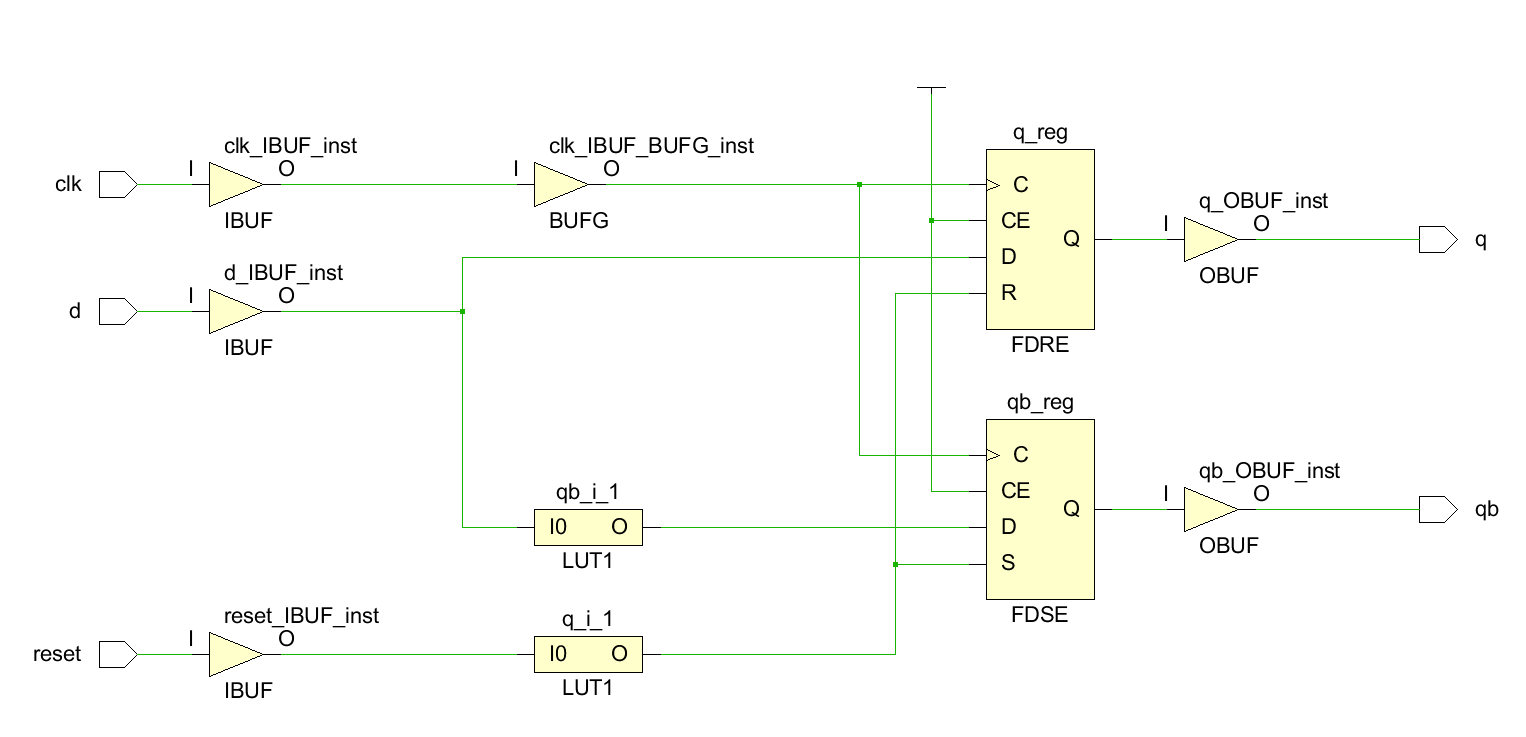 clk
I
clk_IBUF_inst
O
IBUF
I
clk_IBUF_BUFG_inst
O
BUFG
d
I
d_IBUF_inst
O
IBUF
reset
I
reset_IBUF_inst
O
IBUF
qb_i_1
I0 O
LUT1
q_i_1
I0 O
LUT1
q_reg
C
CE
D
R
Q
FDRE
I
q_OBUF_inst
O
OBUF
q
qb_reg
C
CE
D
S
Q
FDSE
I
qb_OBUF_inst
O
OBUF
qb